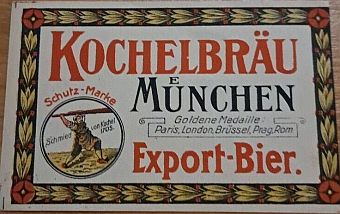 KOCHELBRÄU
MÜNCHEN
Schutz-Marke
Schmied von Kochel
1705.
Goldene Medaille
Paris, London, Brüssel, Prag, Rom
Export-Bier.